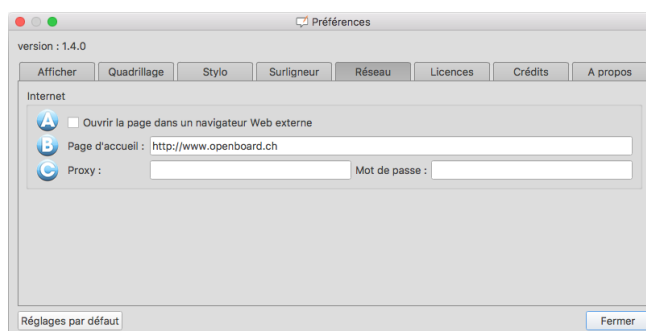 Préférences
version : 1.4.0
Afficher Quadrillage Stylo Surligneur Réseau Licences Crédits A propos
Internet
A Ouvrir la page dans un navigateur Web externe
B Page d'accueil : http://www.openboard.ch
C Proxy : Mot de passe :
Réglages par défaut Fermer